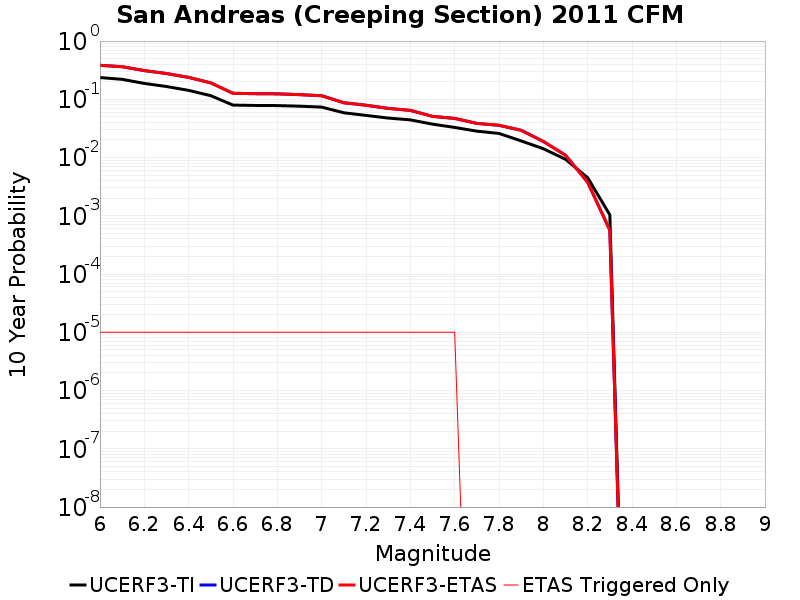 San Andreas (Creeping Section) 2011 CFM
10 Year Probability
10^0
10^-1
10^-2
10^-3
10^-4
10^-5
10^-6
10^-7
10^-8
6 6.2 6.4 6.6 6.8 7 7.2 7.4 7.6 7.8 8 8.2 8.4 8.6 8.8 9
Magnitude
UCERF3-TI UCERF3-TD UCERF3-ETAS ETAS Triggered Only